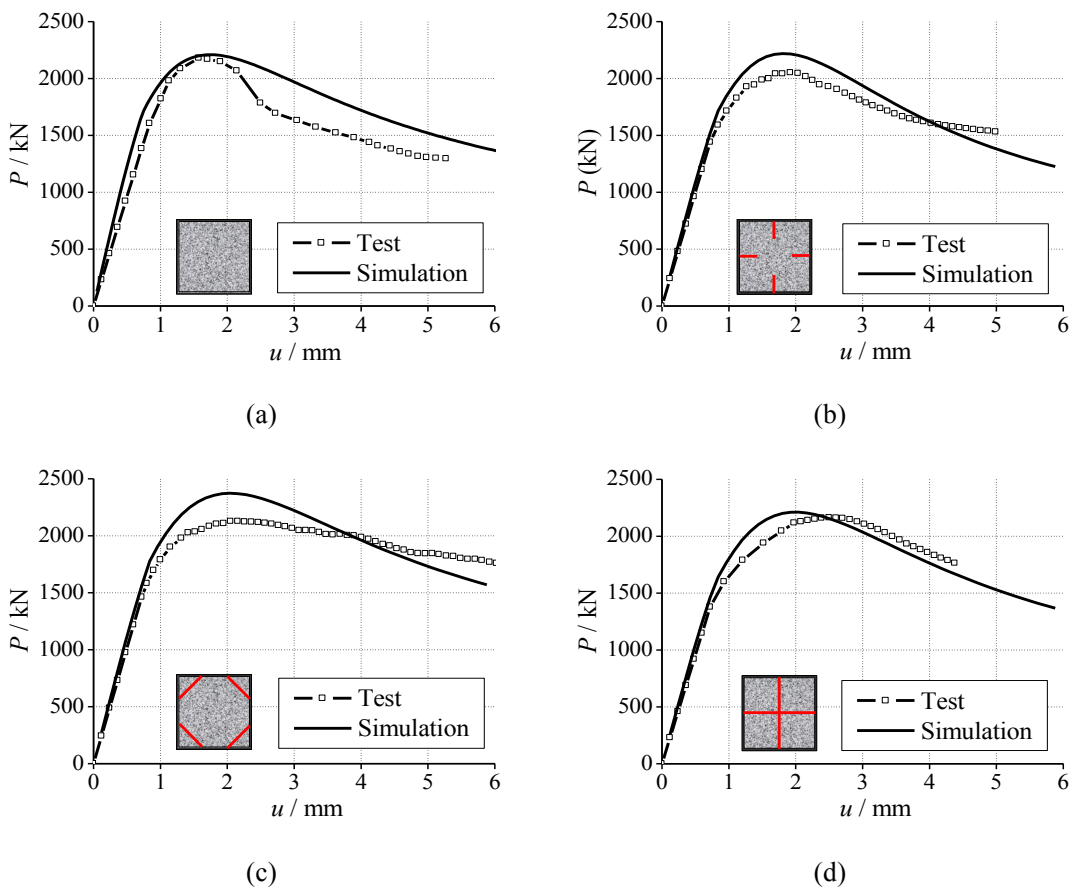 2500
2000
1500
1000
500
0
P / kN
0 1 2 3 4 5 6
u / mm
Test
Simulation
(a)
2500
2000
1500
1000
500
0
P (kN)
0 1 2 3 4 5 6
u / mm
Test
Simulation
(b)
2500
2000
1500
1000
500
0
P / kN
0 1 2 3 4 5 6
u / mm
Test
Simulation
(c)
2500
2000
1500
1000
500
0
P / kN
0 1 2 3 4 5 6
u / mm
Test
Simulation
(d)